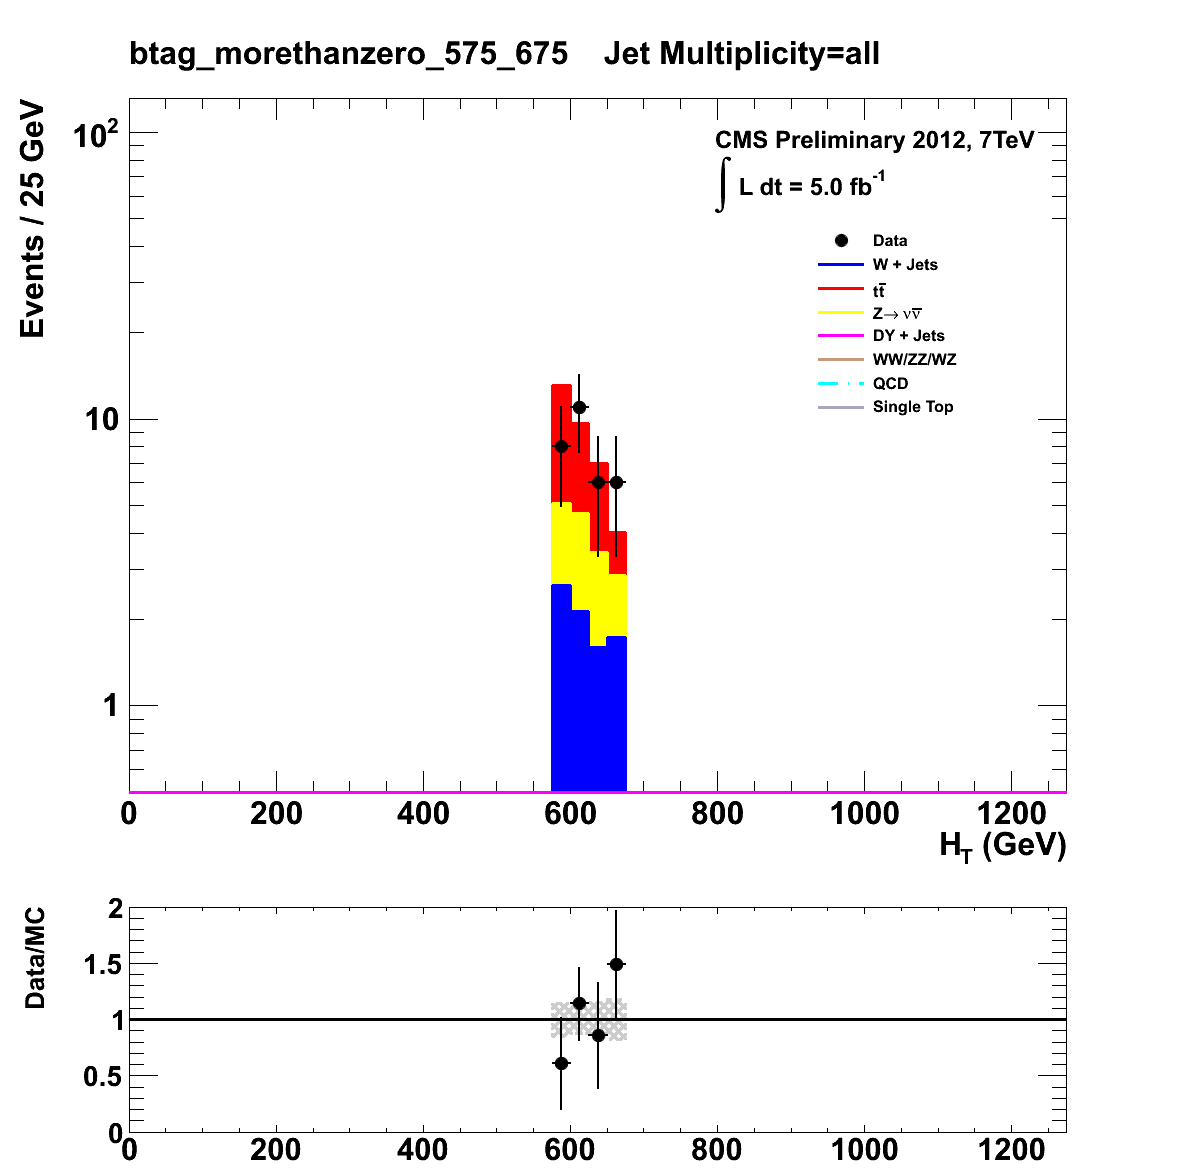 btag_morethanzero_575_675 Jet Multiplicity=all
Events / 25 GeV
10²
10
1
CMS Preliminary 2012, 7TeV
∫ L dt = 5.0 fb⁻¹
Data
W + Jets
tt̅
Z→ νν̅
DY + Jets
WW/ZZ/WZ
QCD
Single Top
0 200 400 600 800 1000 1200
H_T (GeV)
Data/MC
2
1.5
1
0.5
0
0 200 400 600 800 1000 1200